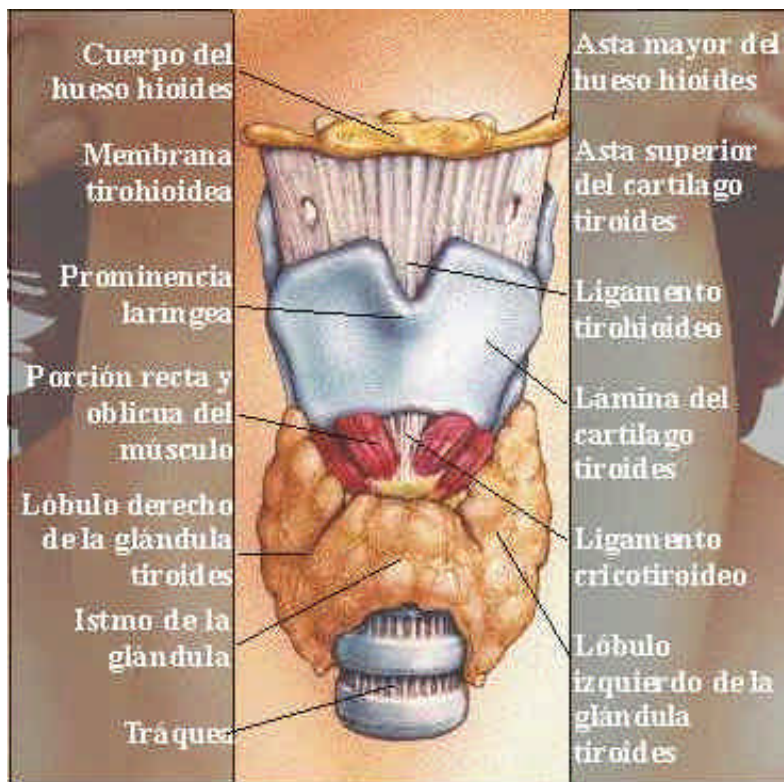 Cuerpo del
hueso hioides
Membrana
tirohioidea
Prominencia
laringea
Porción recta y
oblicua del
músculo
Lóbulo derecho
de la glándula
tiroides
Istmo de la
glándula
Tráquea
Asta mayor del
hueso hioides
Asta superior
del cartilago
tiroides
Ligamento
tirohioideo
Lámina del
cartilago
tiroides
Ligamento
cricotiroideo
Lóbulo
izquierdo de la
glándula
tiroides